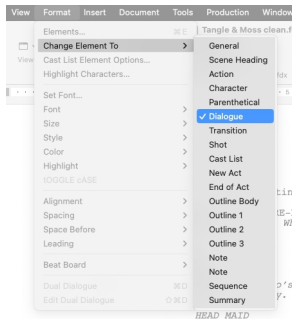 View Format Insert Document Tools Production Window
Elements... ⌘E
Tangle & Moss clean.f
Change Element To >
General
View
Cast List Element Options...
Scene Heading
Highlight Characters...
Action
fdx
Character
Set Font...
Parenthetical
5
Font >
✓ Dialogue
Size >
Transition
Style >
Shot
Color >
Cast List
Highlight >
New Act
tOGGLE cASE
End of Act
Alignment >
Outline Body
Spacing >
Outline 1
Space Before >
Outline 2
Leading >
Outline 3
Note
Beat Board >
Note
Dual Dialogue ⌘D
Sequence
Edit Dual Dialogue ⇧⌘D
Summary
HEAD MAID